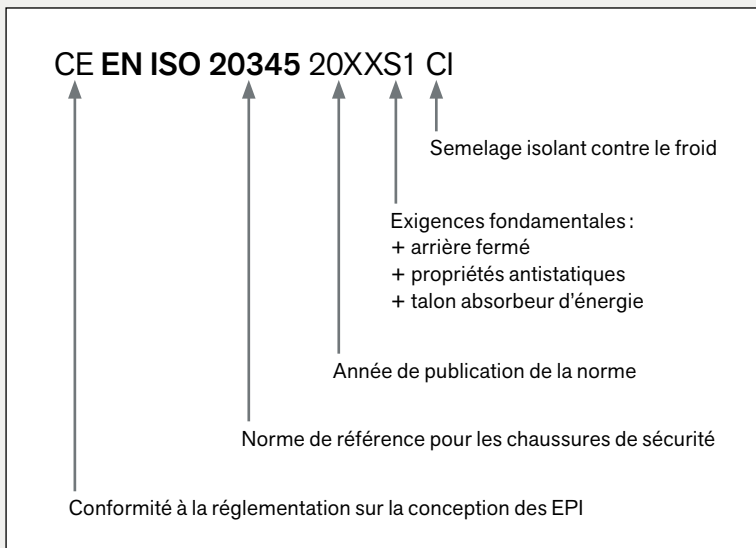 CE EN ISO 20345 20XXS1 CI
Semelage isolant contre le froid
Exigences fondamentales :
+ arrière fermé
+ propriétés antistatiques
+ talon absorbeur d’énergie
Année de publication de la norme
Norme de référence pour les chaussures de sécurité
Conformité à la réglementation sur la conception des EPI